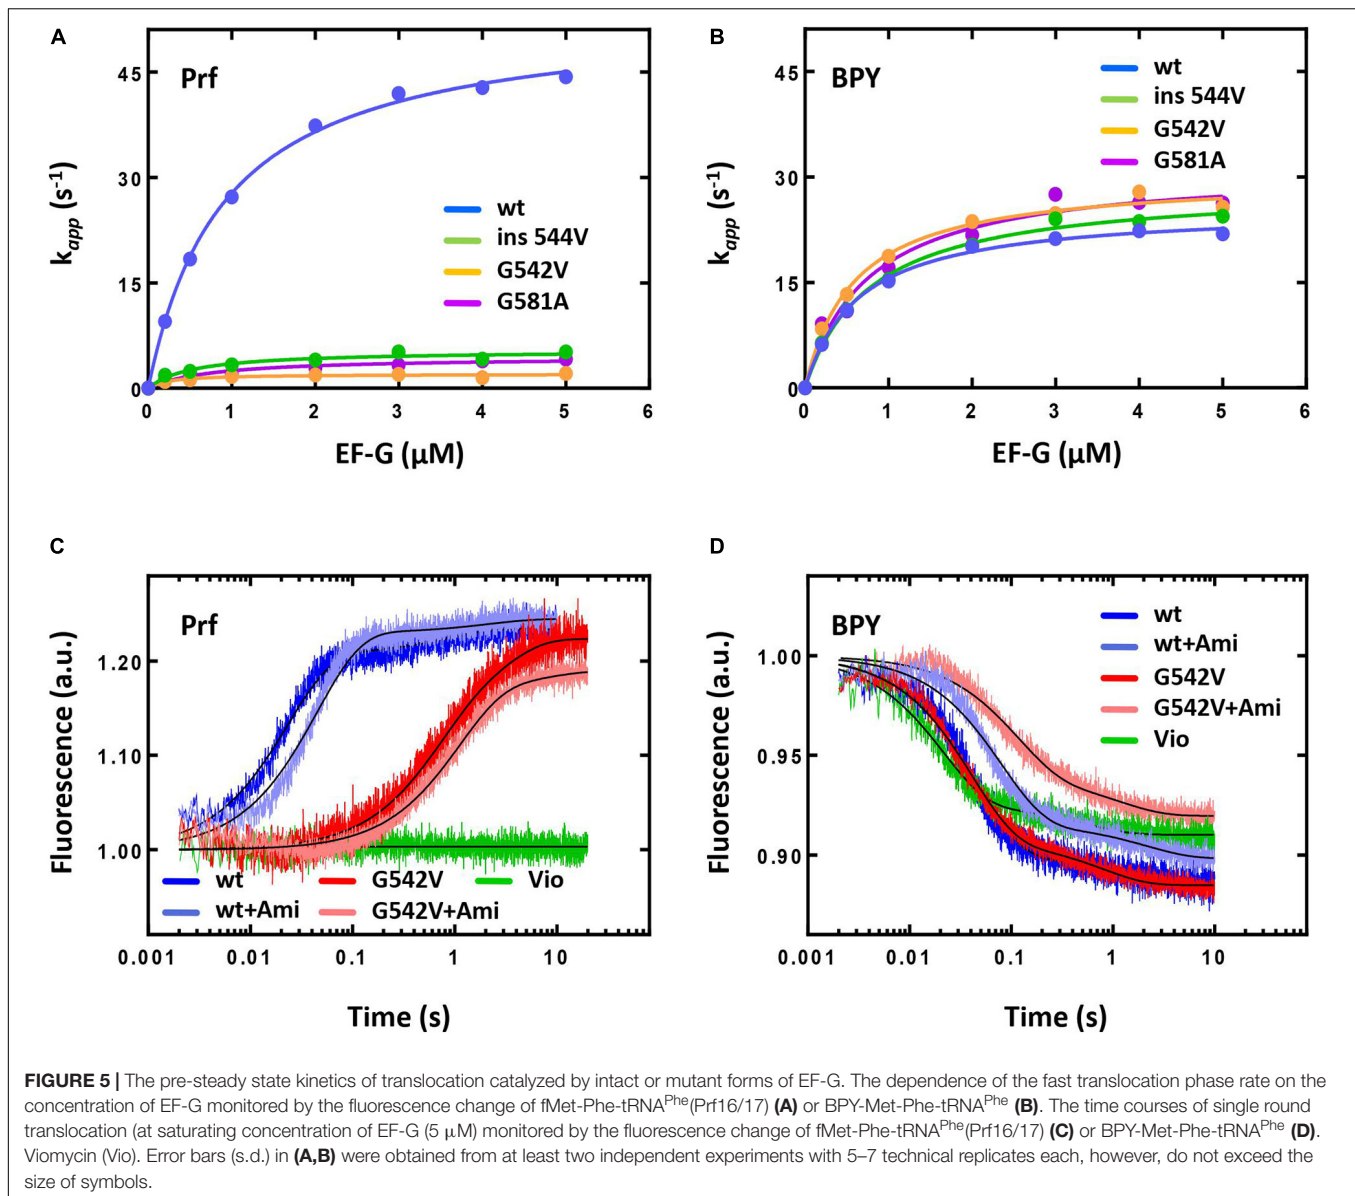 A
Prf
45
30
15
0
k_app (s⁻¹)
wt
ins 544V
G542V
G581A
0 1 2 3 4 5 6
EF-G (µM)
B
BPY
45
30
15
0
k_app (s⁻¹)
wt
ins 544V
G542V
G581A
0 1 2 3 4 5 6
EF-G (µM)
C
Prf
1.20
1.10
1.00
Fluorescence (a.u.)
wt G542V Vio
wt+Ami G542V+Ami
0.001 0.01 0.1 1 10
Time (s)
D
BPY
1.00
0.95
0.90
Fluorescence (a.u.)
wt
wt+Ami
G542V
G542V+Ami
Vio
0.001 0.01 0.1 1 10
Time (s)
FIGURE 5 | The pre-steady state kinetics of translocation catalyzed by intact or mutant forms of EF-G. The dependence of the fast translocation phase rate on the
concentration of EF-G monitored by the fluorescence change of fMet-Phe-tRNA^Phe(Prf16/17) (A) or BPY-Met-Phe-tRNA^Phe (B). The time courses of single round
translocation (at saturating concentration of EF-G (5 µM) monitored by the fluorescence change of fMet-Phe-tRNA^Phe(Prf16/17) (C) or BPY-Met-Phe-tRNA^Phe (D).
Viomycin (Vio). Error bars (s.d.) in (A,B) were obtained from at least two independent experiments with 5–7 technical replicates each, however, do not exceed the
size of symbols.